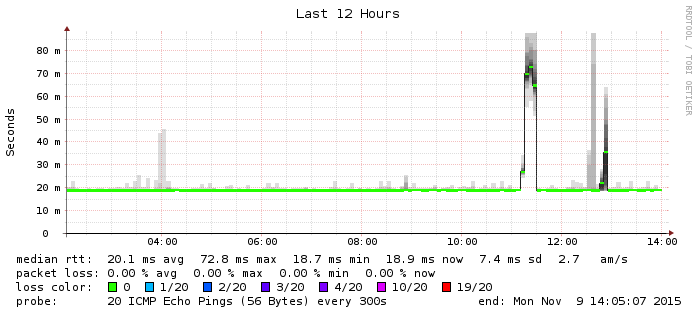 Last 12 Hours
RRDTOOL / TOBI OETIKER
Seconds
80 m
70 m
60 m
50 m
40 m
30 m
20 m
10 m
0
04:00 06:00 08:00 10:00 12:00 14:00
median rtt: 20.1 ms avg 72.8 ms max 18.7 ms min 18.9 ms now 7.4 ms sd 2.7 am/s
packet loss: 0.00 % avg 0.00 % max 0.00 % min 0.00 % now
loss color: 0 1/20 2/20 3/20 4/20 10/20 19/20
probe: 20 ICMP Echo Pings (56 Bytes) every 300s end: Mon Nov 9 14:05:07 2015